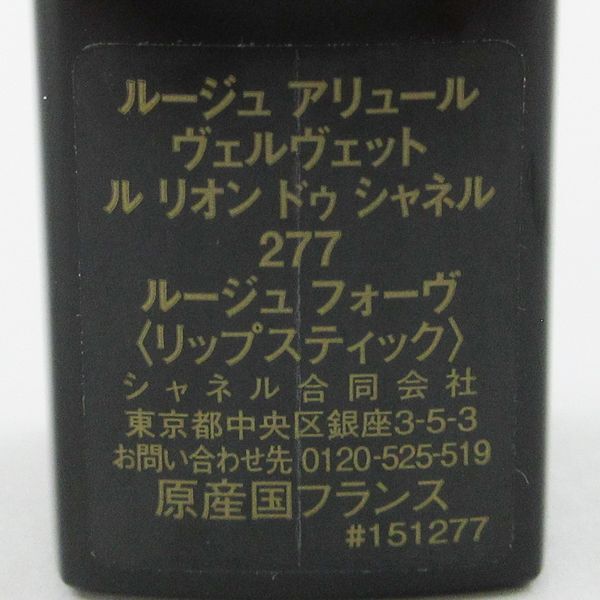 ルージュ アリュール
ヴェルヴェット
ル リオン ドゥ シャネル
277
ルージュ フォーヴ
〈リップスティック〉
シャネル合同会社
東京都中央区銀座3-5-3
お問い合わせ先 0120-525-519
原産国フランス
#151277